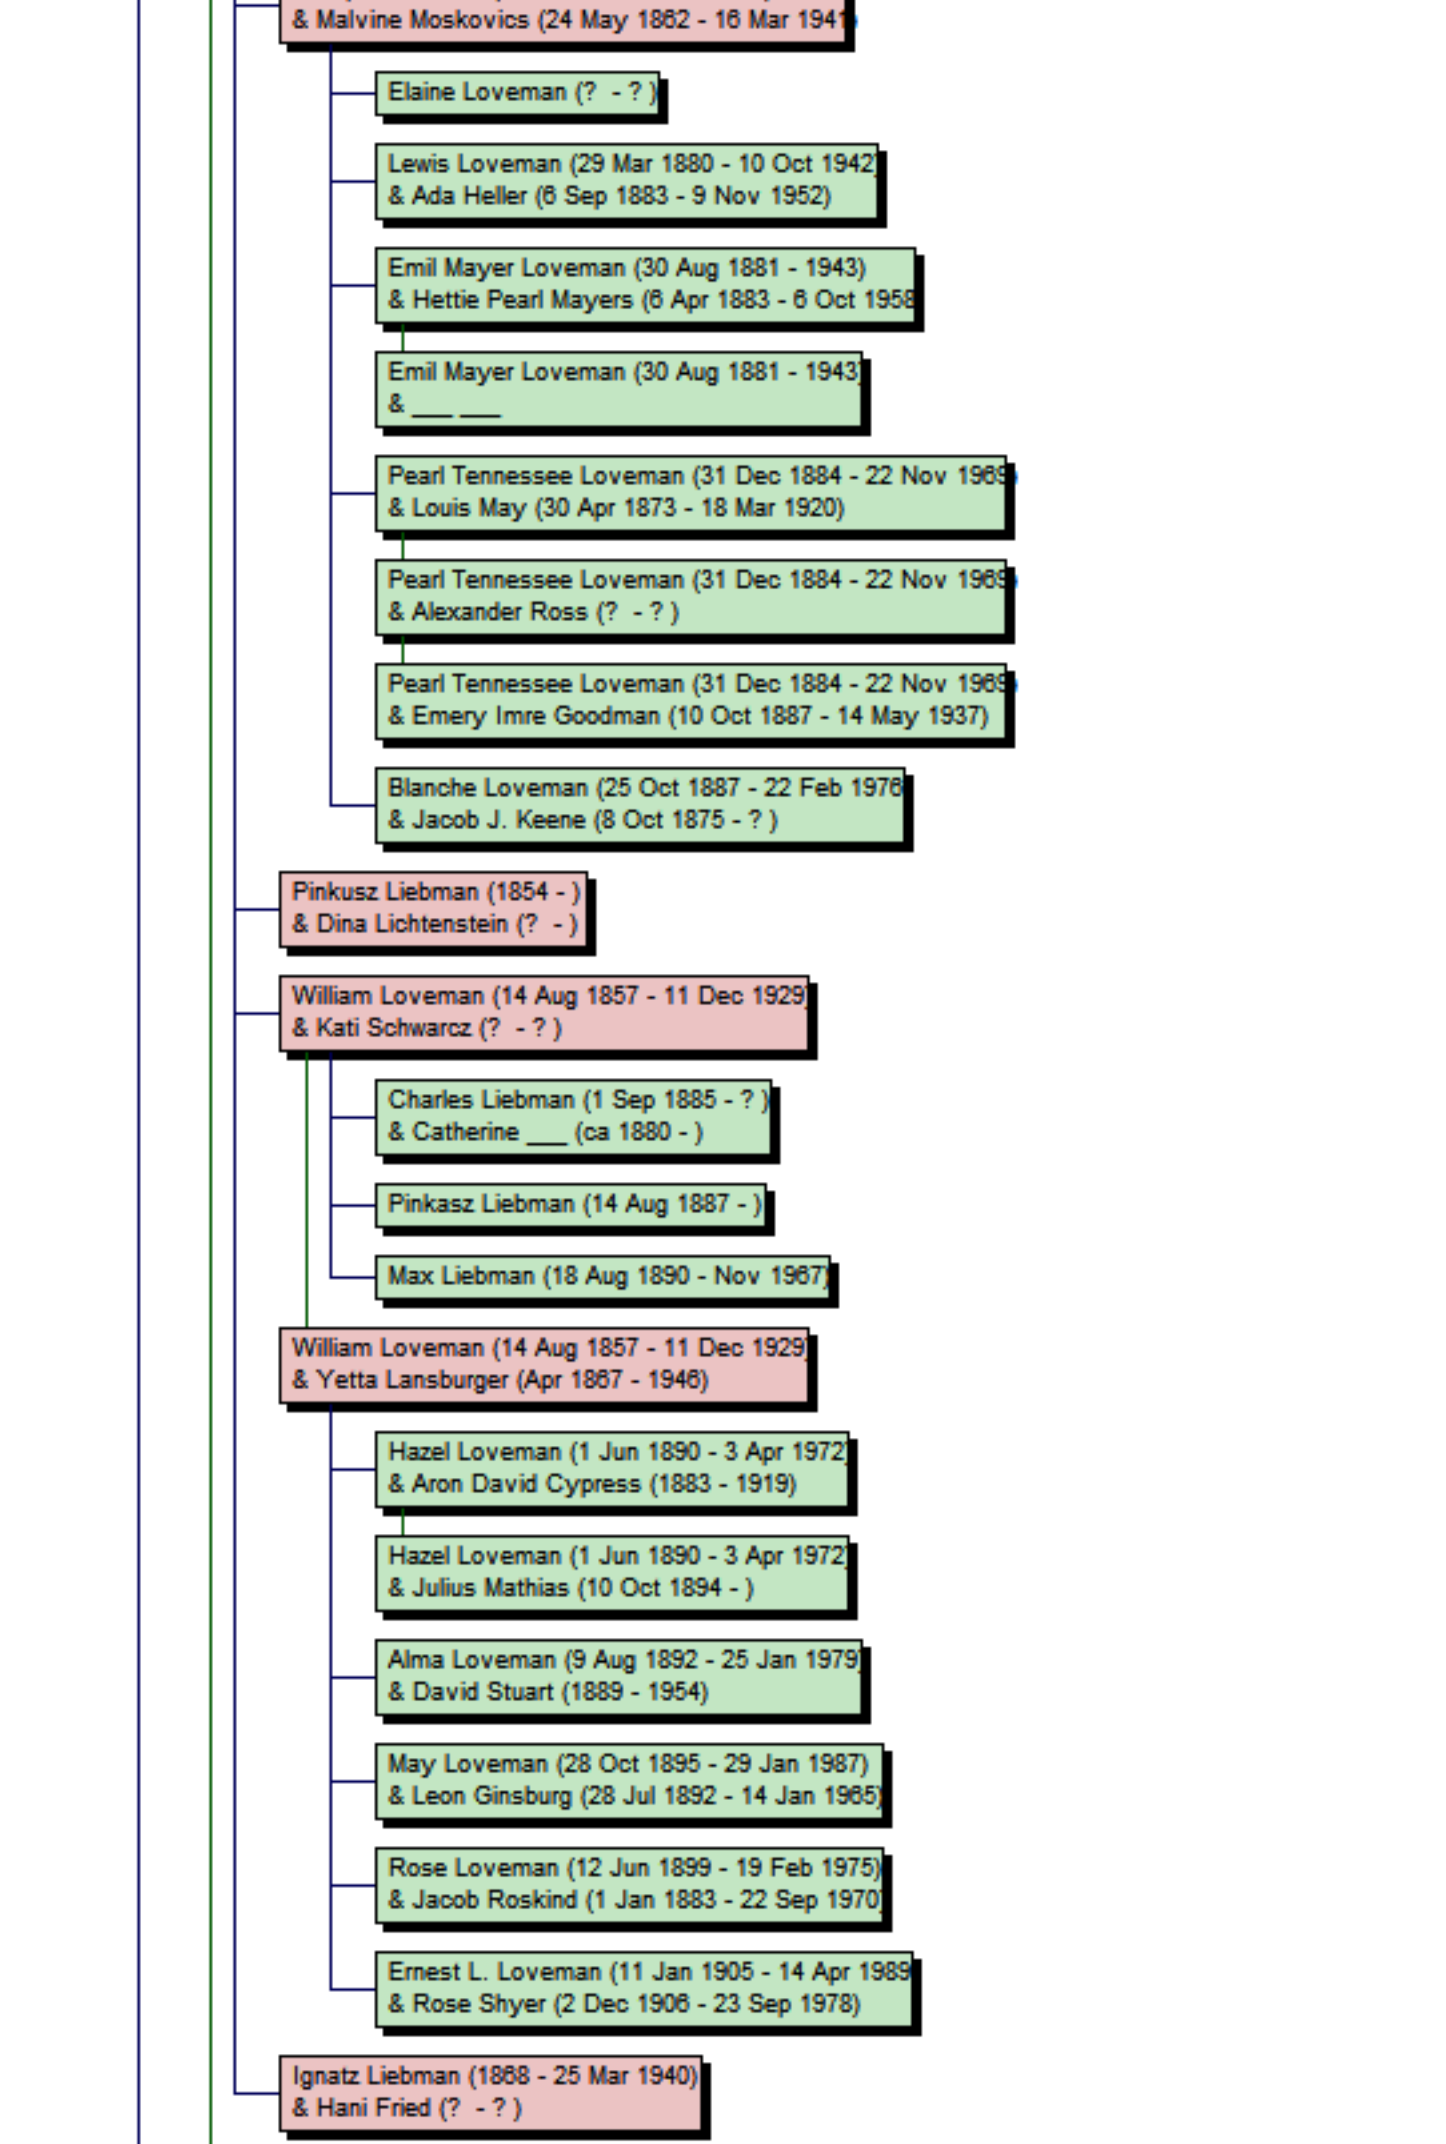 & Malvine Moskovics (24 May 1862 - 16 Mar 1941)
Elaine Loveman (?  - ? )
Lewis Loveman (29 Mar 1880 - 10 Oct 1942)
& Ada Heller (6 Sep 1883 - 9 Nov 1952)
Emil Mayer Loveman (30 Aug 1881 - 1943)
& Hettie Pearl Mayers (6 Apr 1883 - 6 Oct 1958
Emil Mayer Loveman (30 Aug 1881 - 1943)
& ___ ___
Pearl Tennessee Loveman (31 Dec 1884 - 22 Nov 1969)
& Louis May (30 Apr 1873 - 18 Mar 1920)
Pearl Tennessee Loveman (31 Dec 1884 - 22 Nov 1969)
& Alexander Ross (?  - ? )
Pearl Tennessee Loveman (31 Dec 1884 - 22 Nov 1969)
& Emery Imre Goodman (10 Oct 1887 - 14 May 1937)
Blanche Loveman (25 Oct 1887 - 22 Feb 1976
& Jacob J. Keene (8 Oct 1875 - ? )
Pinkusz Liebman (1854 - )
& Dina Lichtenstein (?  - )
William Loveman (14 Aug 1857 - 11 Dec 1929)
& Kati Schwarcz (?  - ? )
Charles Liebman (1 Sep 1885 - ? )
& Catherine ___ (ca 1880 - )
Pinkasz Liebman (14 Aug 1887 - )
Max Liebman (18 Aug 1890 - Nov 1967)
William Loveman (14 Aug 1857 - 11 Dec 1929)
& Yetta Lansburger (Apr 1867 - 1946)
Hazel Loveman (1 Jun 1890 - 3 Apr 1972)
& Aron David Cypress (1883 - 1919)
Hazel Loveman (1 Jun 1890 - 3 Apr 1972)
& Julius Mathias (10 Oct 1894 - )
Alma Loveman (9 Aug 1892 - 25 Jan 1979)
& David Stuart (1889 - 1954)
May Loveman (28 Oct 1895 - 29 Jan 1987)
& Leon Ginsburg (28 Jul 1892 - 14 Jan 1965)
Rose Loveman (12 Jun 1899 - 19 Feb 1975)
& Jacob Roskind (1 Jan 1883 - 22 Sep 1970)
Ernest L. Loveman (11 Jan 1905 - 14 Apr 1989
& Rose Shyer (2 Dec 1906 - 23 Sep 1978)
Ignatz Liebman (1868 - 25 Mar 1940)
& Hani Fried (?  - ? )